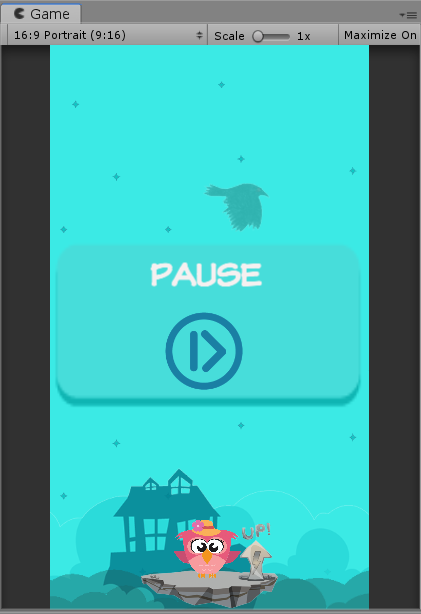 Game
16:9 Portrait (9:16) Scale 1x Maximize On
PAUSE
UP!